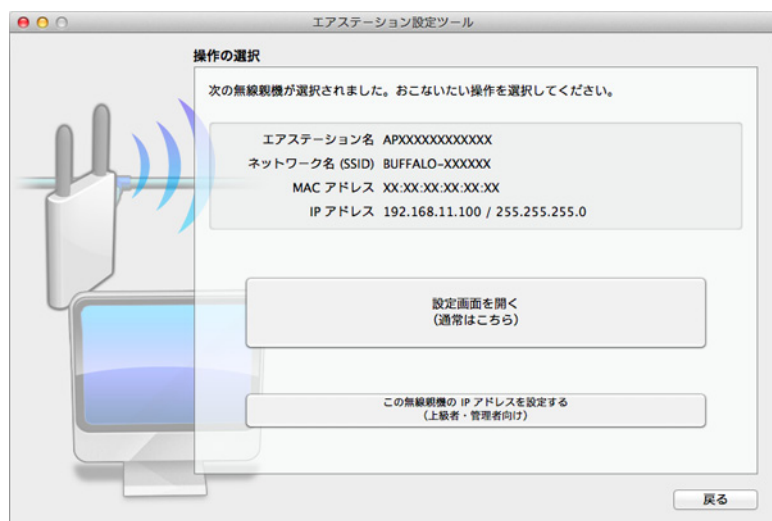 エアステーション設定ツール
操作の選択
次の無線親機が選択されました。おこないたい操作を選択してください。
エアステーション名 APXXXXXXXXXXXX
ネットワーク名 (SSID) BUFFALO-XXXXXX
MAC アドレス XX:XX:XX:XX:XX:XX
IP アドレス 192.168.11.100 / 255.255.255.0
設定画面を開く
(通常はこちら)
この無線親機の IP アドレスを設定する
(上級者・管理者向け)
戻る